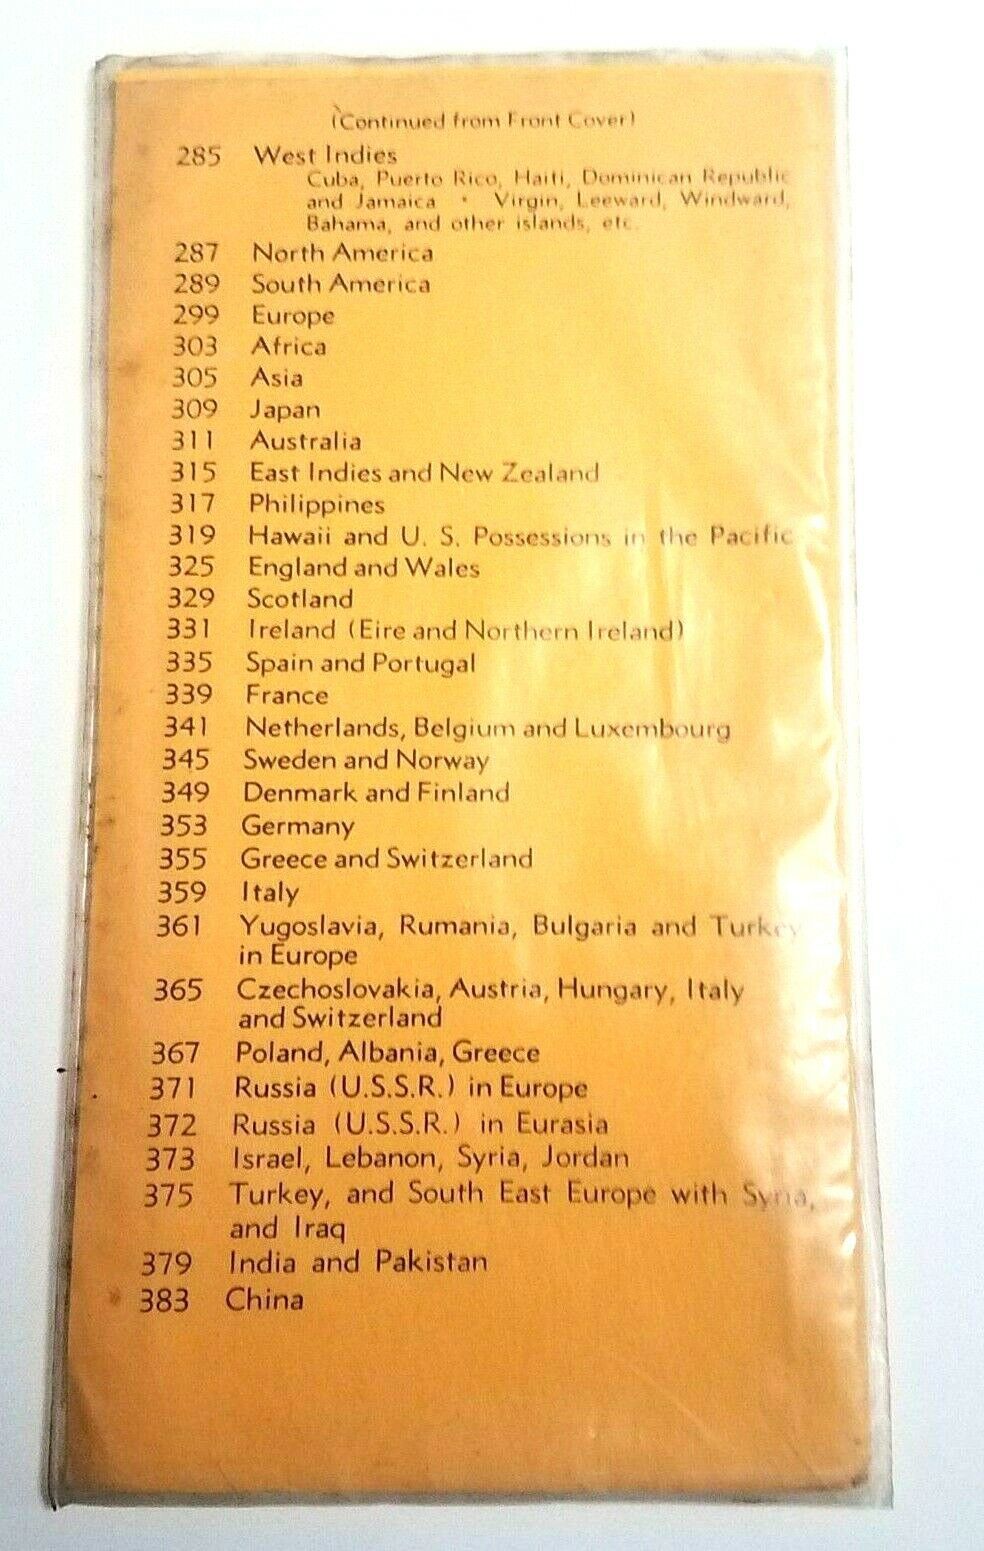 (Continued from Front Cover)
285 West Indies
Cuba, Puerto Rico, Haiti, Dominican Republic
and Jamaica • Virgin, Leeward, Windward,
Bahama, and other islands, etc.
287 North America
289 South America
299 Europe
303 Africa
305 Asia
309 Japan
311 Australia
315 East Indies and New Zealand
317 Philippines
319 Hawaii and U. S. Possessions in the Pacific
325 England and Wales
329 Scotland
331 Ireland (Eire and Northern Ireland)
335 Spain and Portugal
339 France
341 Netherlands, Belgium and Luxembourg
345 Sweden and Norway
349 Denmark and Finland
353 Germany
355 Greece and Switzerland
359 Italy
361 Yugoslavia, Rumania, Bulgaria and Turkey
in Europe
365 Czechoslovakia, Austria, Hungary, Italy
and Switzerland
367 Poland, Albania, Greece
371 Russia (U.S.S.R.) in Europe
372 Russia (U.S.S.R.) in Eurasia
373 Israel, Lebanon, Syria, Jordan
375 Turkey, and South East Europe with Syria,
and Iraq
379 India and Pakistan
383 China